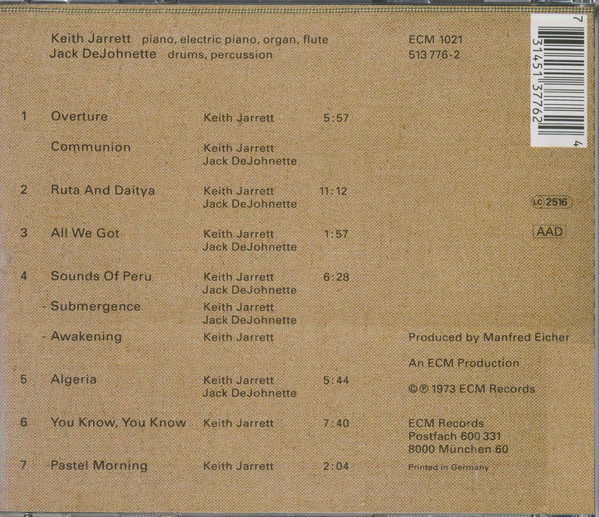 Keith Jarrett piano, electric piano, organ, flute ECM 1021
Jack DeJohnette drums, percussion 513 776-2
7 31451 37762 4
1 Overture Keith Jarrett 5:57
Communion Keith Jarrett
Jack DeJohnette
2 Ruta And Daitya Keith Jarrett 11:12
Jack DeJohnette
LC 2516
3 All We Got Keith Jarrett 1:57
AAD
Jack DeJohnette
4 Sounds Of Peru Keith Jarrett 6:28
Jack DeJohnette
- Submergence Keith Jarrett
Jack DeJohnette
- Awakening Keith Jarrett Produced by Manfred Eicher
An ECM Production
5 Algeria Keith Jarrett 5:44
©℗ 1973 ECM Records
Jack DeJohnette
6 You Know, You Know Keith Jarrett 7:40 ECM Records
Postfach 600 331
8000 München 60
7 Pastel Morning Keith Jarrett 2:04 Printed in Germany